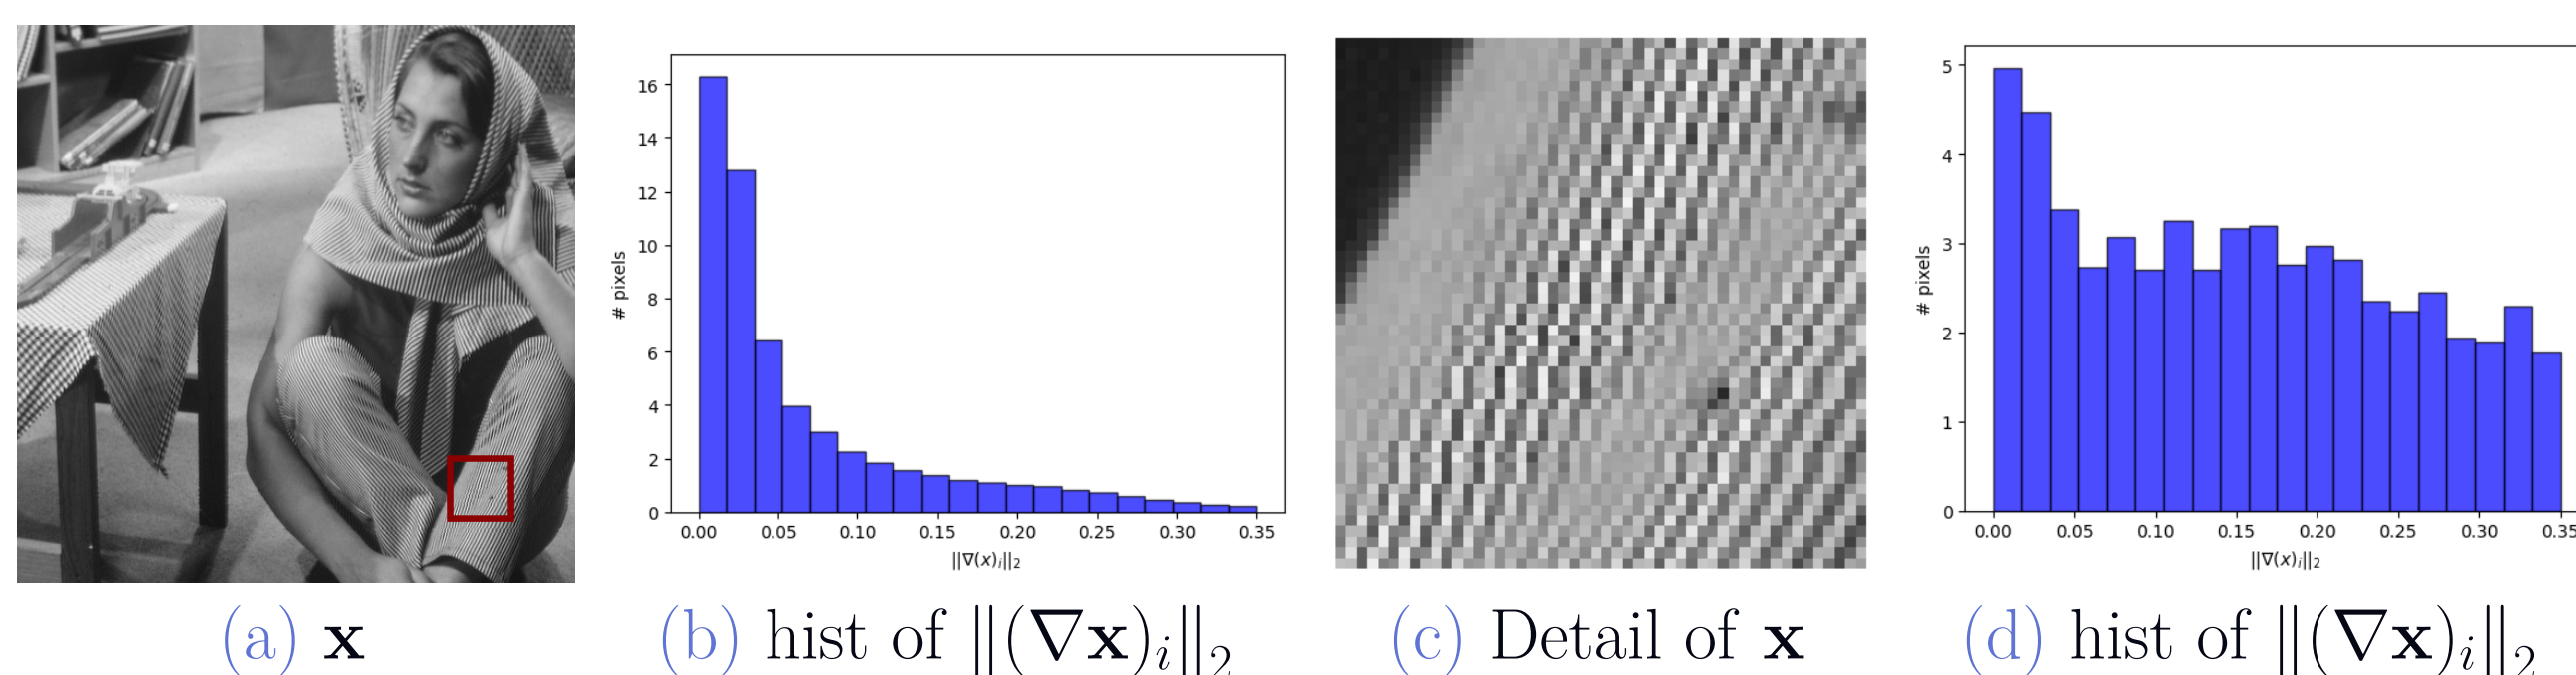 # pixels
16
14
12
10
8
6
4
2
0
0.00 0.05 0.10 0.15 0.20 0.25 0.30 0.35
||∇(x)ᵢ||₂
# pixels
5
4
3
2
1
0
0.00 0.05 0.10 0.15 0.20 0.25 0.30 0.35
||∇(x)ᵢ||₂
(a) x
(b) hist of ‖(∇x)ᵢ‖₂
(c) Detail of x
(d) hist of ‖(∇x)ᵢ‖₂